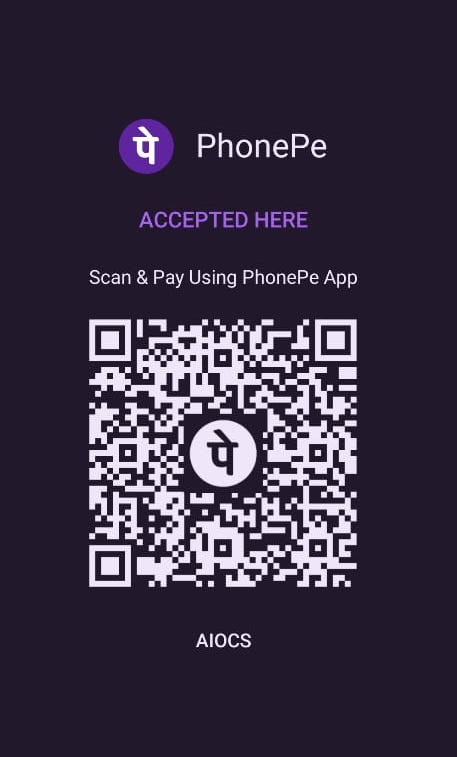 पे PhonePe
ACCEPTED HERE
Scan & Pay Using PhonePe App
पे
AIOCS